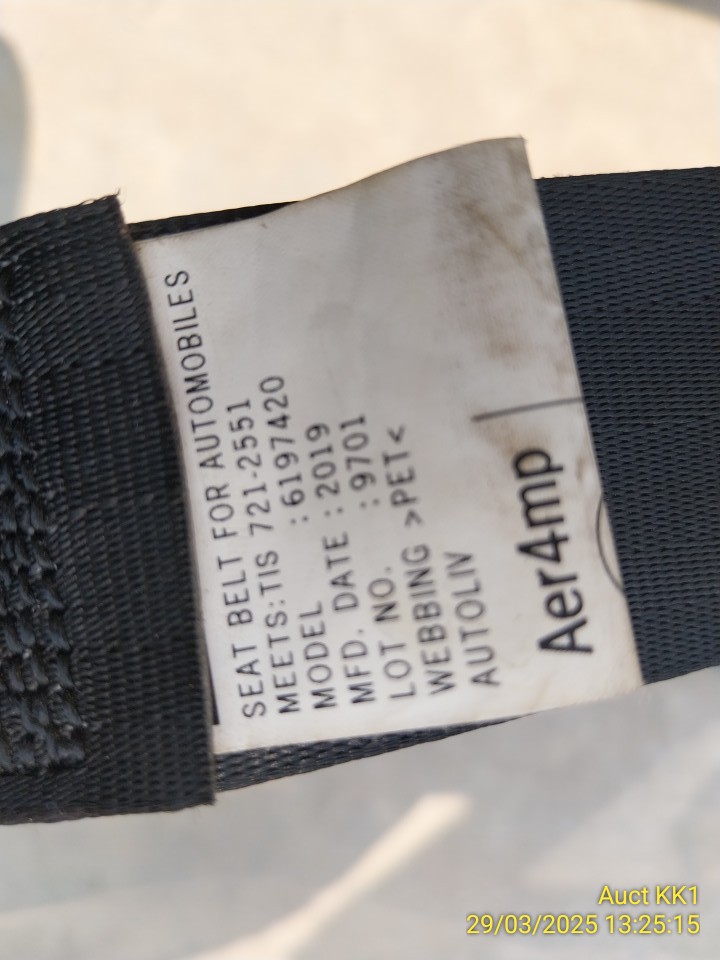 SEAT BELT FOR AUTOMOBILES
MEETS:TIS 721-2551
MODEL : 6197420
MFD. DATE : 2019
LOT NO. : 9701
WEBBING >PET<
AUTOLIV
Aer4mp
Auct KK1
29/03/2025 13:25:15